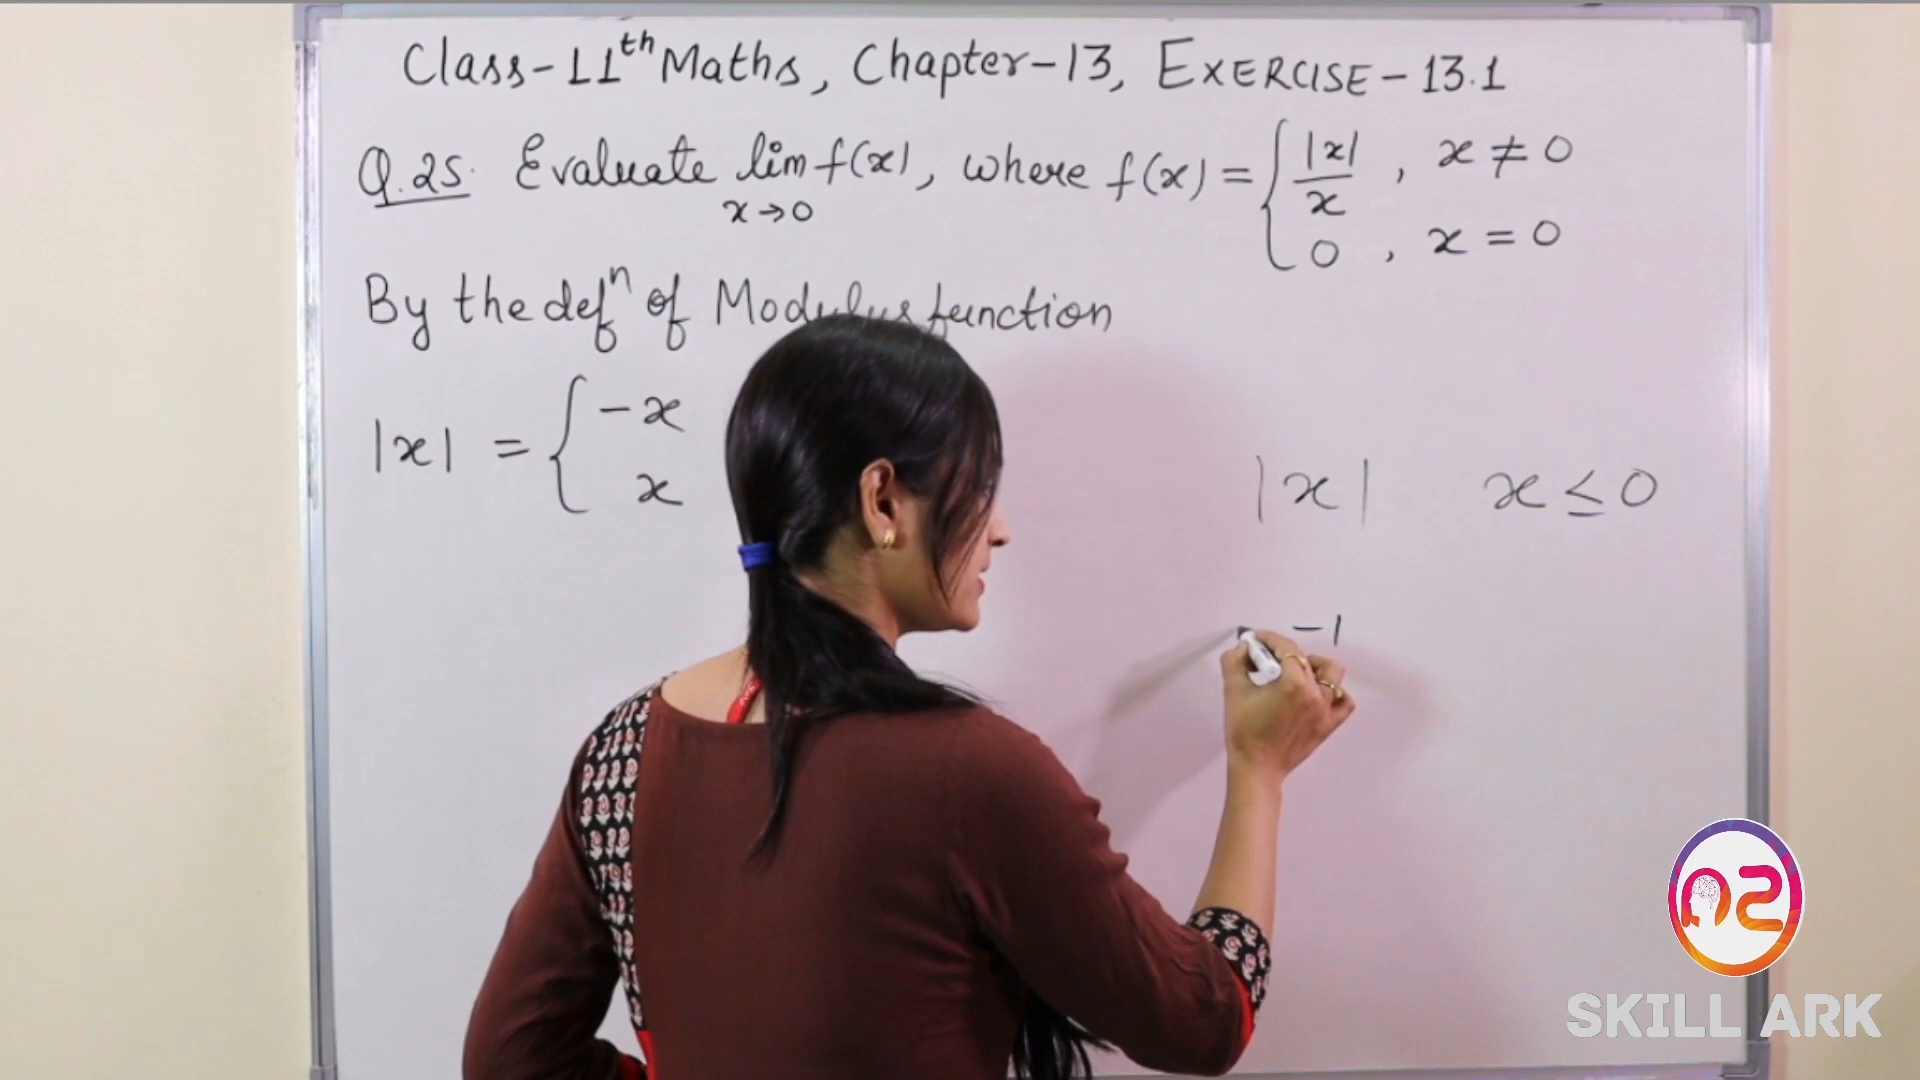 Class-11th Maths, Chapter-13, EXERCISE-13.1
Q.25. Evaluate lim f(x), where f(x) = { |x|/x , x ≠ 0
x→0
0 , x = 0
By the defn of Modulus function
|x| = { -x
x
|x| x ≤ 0
-1
SKILL ARK